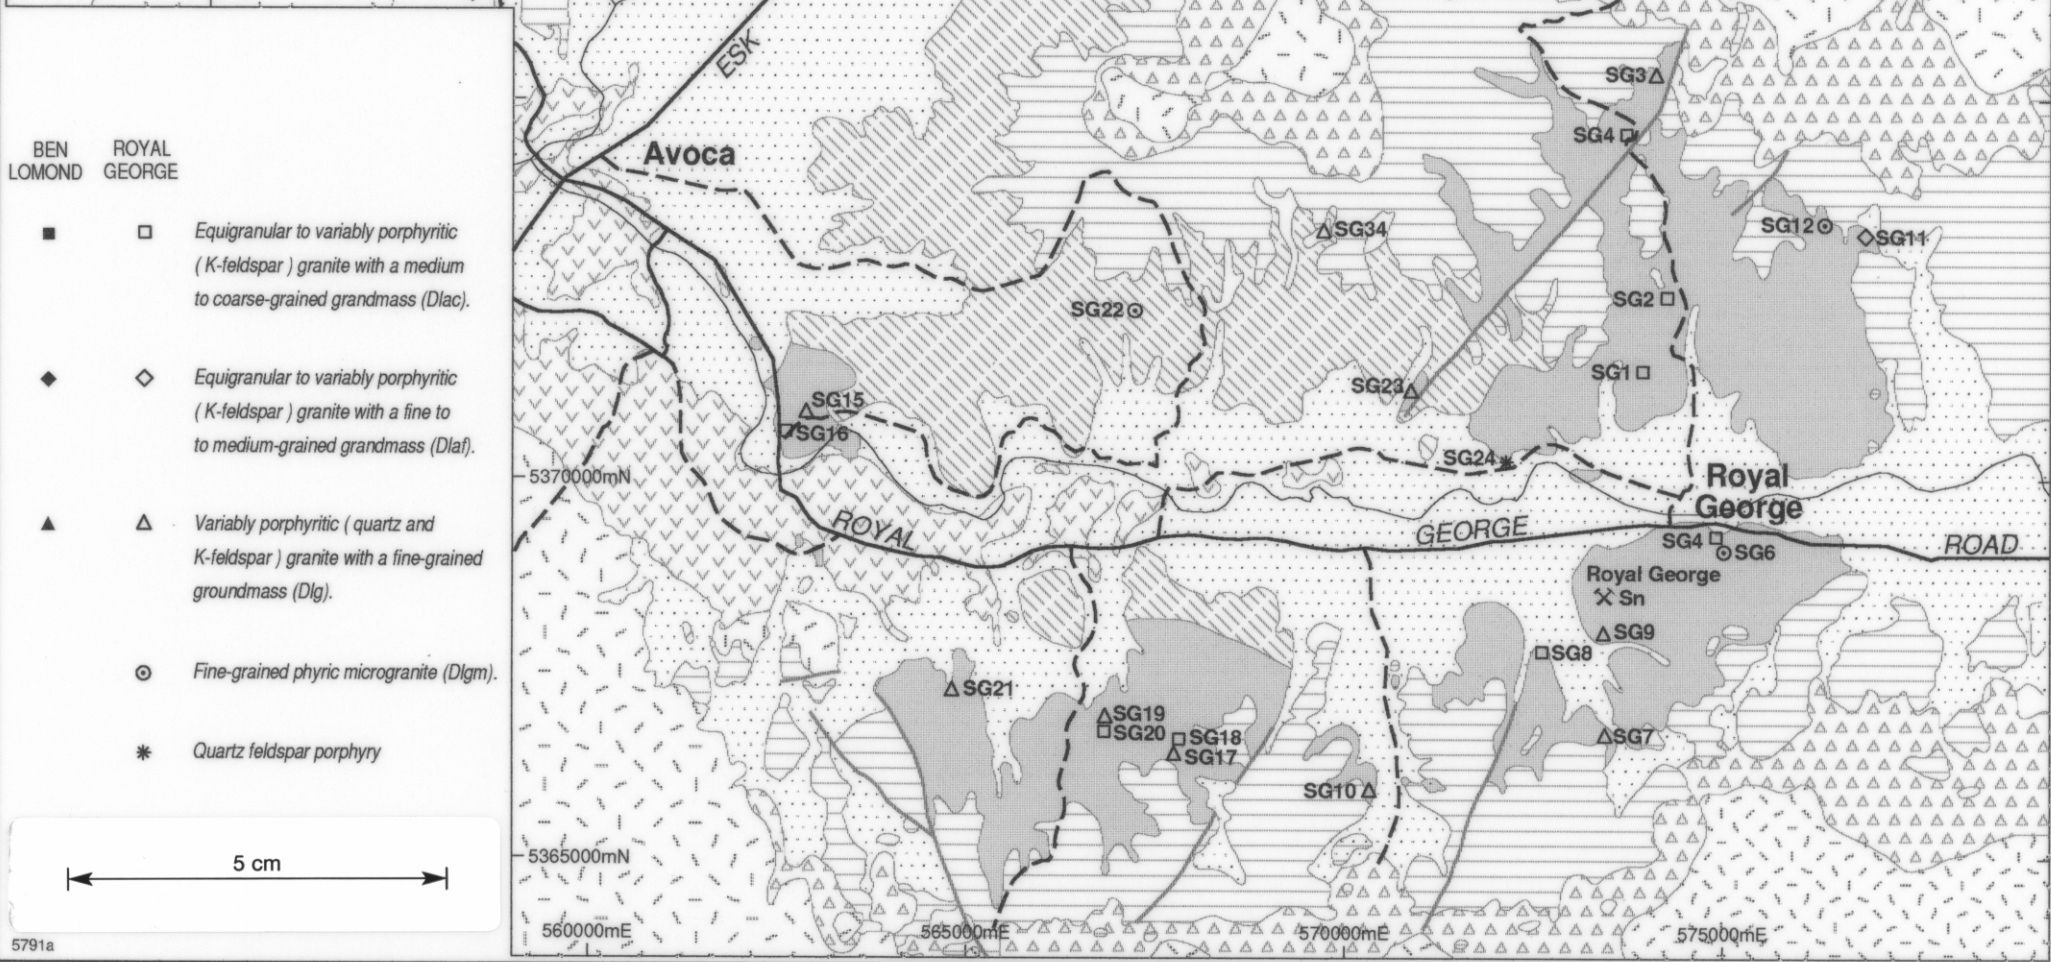 BEN
LOMOND
ROYAL
GEORGE
Equigranular to variably porphyritic
( K-feldspar ) granite with a medium
to coarse-grained grandmass (Dlac).
Equigranular to variably porphyritic
( K-feldspar ) granite with a fine to
to medium-grained grandmass (Dlaf).
Variably porphyritic ( quartz and
K-feldspar ) granite with a fine-grained
groundmass (Dlg).
Fine-grained phyric microgranite (Dlgm).
Quartz feldspar porphyry
5 cm
5791a
ESK
Avoca
SG3
SG4
SG34
SG12
SG11
SG22
SG2
SG1
SG23
SG15
SG16
SG24
5370000mN
Royal
George
ROYAL
GEORGE
ROAD
SG4
SG6
Royal George
Sn
SG9
SG8
SG21
SG19
SG20
SG18
SG17
SG7
SG10
5365000mN
560000mE
565000mE
570000mE
575000mE